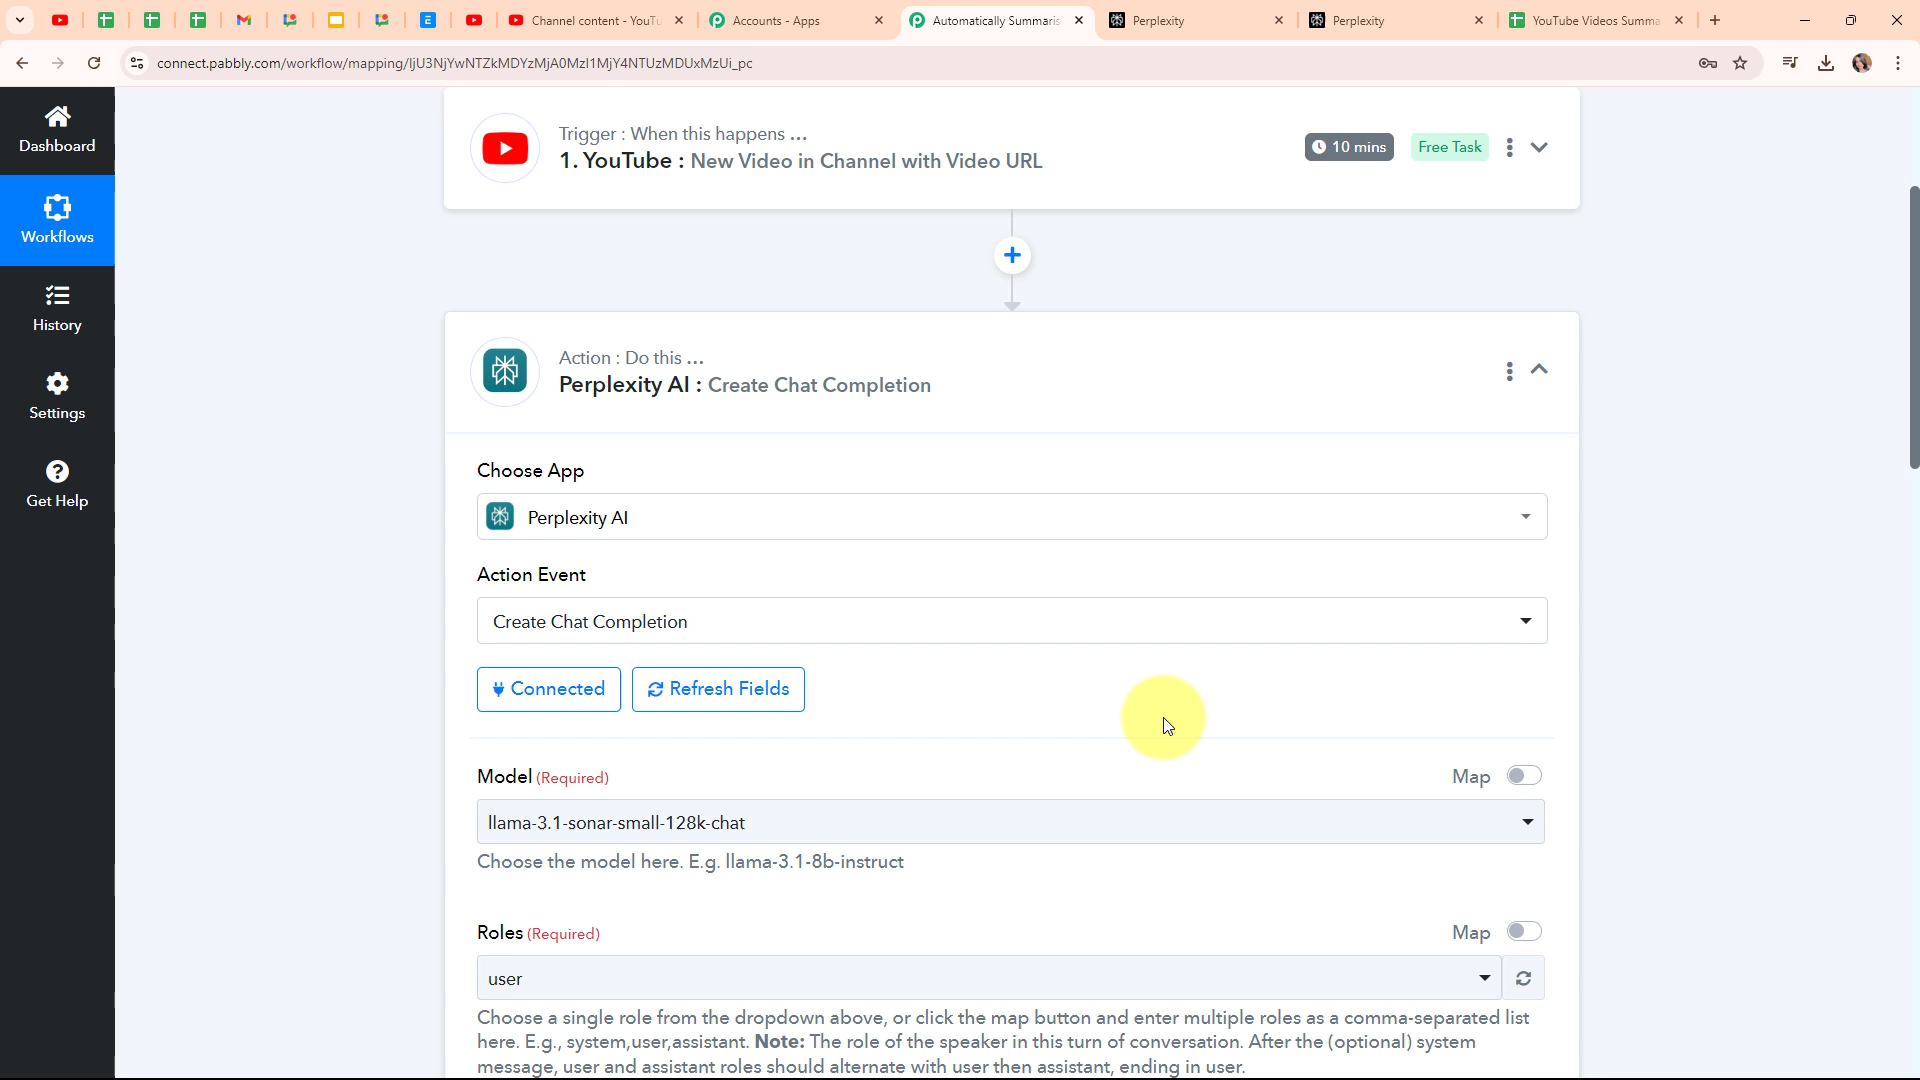 Channel content - YouTu
Accounts - Apps
Automatically Summaris
Perplexity
Perplexity
YouTube Videos Summa
connect.pabbly.com/workflow/mapping/IjU3NjYwNTZkMDYzMjA0MzI1MjY4NTUzMDUxMzUi_pc
Dashboard
Workflows
History
Settings
Get Help
Trigger : When this happens ...
1. YouTube : New Video in Channel with Video URL
10 mins
Free Task
Action : Do this ...
Perplexity AI : Create Chat Completion
Choose App
Perplexity AI
Action Event
Create Chat Completion
Connected
Refresh Fields
Model (Required)
Map
llama-3.1-sonar-small-128k-chat
Choose the model here. E.g. llama-3.1-8b-instruct
Roles (Required)
Map
user
Choose a single role from the dropdown above, or click the map button and enter multiple roles as a comma-separated list
here. E.g., system,user,assistant. Note: The role of the speaker in this turn of conversation. After the (optional) system
message, user and assistant roles should alternate with user then assistant, ending in user.